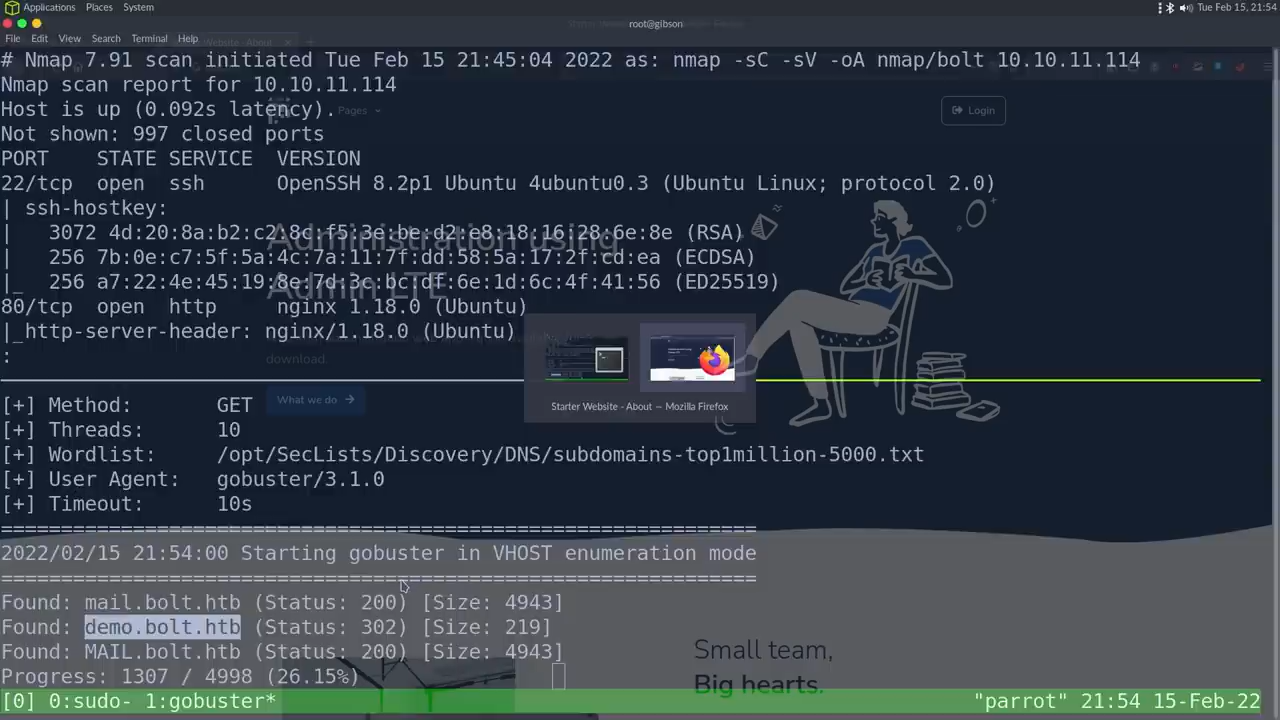 Applications Places System
Tue Feb 15, 21:54
root@gibson
File Edit View Search Terminal Help
# Nmap 7.91 scan initiated Tue Feb 15 21:45:04 2022 as: nmap -sC -sV -oA nmap/bolt 10.10.11.114
Nmap scan report for 10.10.11.114
Host is up (0.092s latency).
Pages
Login
Not shown: 997 closed ports
PORT STATE SERVICE VERSION
22/tcp open ssh OpenSSH 8.2p1 Ubuntu 4ubuntu0.3 (Ubuntu Linux; protocol 2.0)
| ssh-hostkey:
| 3072 4d:20:8a:b2:c2:8c:f5:3e:be:d2:e8:18:16:28:6e:8e (RSA)
Administration using
| 256 7b:0e:c7:5f:5a:4c:7a:11:7f:dd:58:5a:17:2f:cd:ea (ECDSA)
|_ 256 a7:22:4e:45:19:8e:7d:3c:bc:df:6e:1d:6c:4f:41:56 (ED25519)
Admin LTE
80/tcp open http nginx 1.18.0 (Ubuntu)
|_http-server-header: nginx/1.18.0 (Ubuntu)
:
download.
What we do
Starter Website - About — Mozilla Firefox
[+] Method: GET
[+] Threads: 10
[+] Wordlist: /opt/SecLists/Discovery/DNS/subdomains-top1million-5000.txt
[+] User Agent: gobuster/3.1.0
[+] Timeout: 10s
===============================================================
2022/02/15 21:54:00 Starting gobuster in VHOST enumeration mode
===============================================================
Found: mail.bolt.htb (Status: 200) [Size: 4943]
Found: demo.bolt.htb (Status: 302) [Size: 219]
Found: MAIL.bolt.htb (Status: 200) [Size: 4943]
Progress: 1307 / 4998 (26.15%)
Small team,
Big hearts.
[0] 0:sudo- 1:gobuster* "parrot" 21:54 15-Feb-22